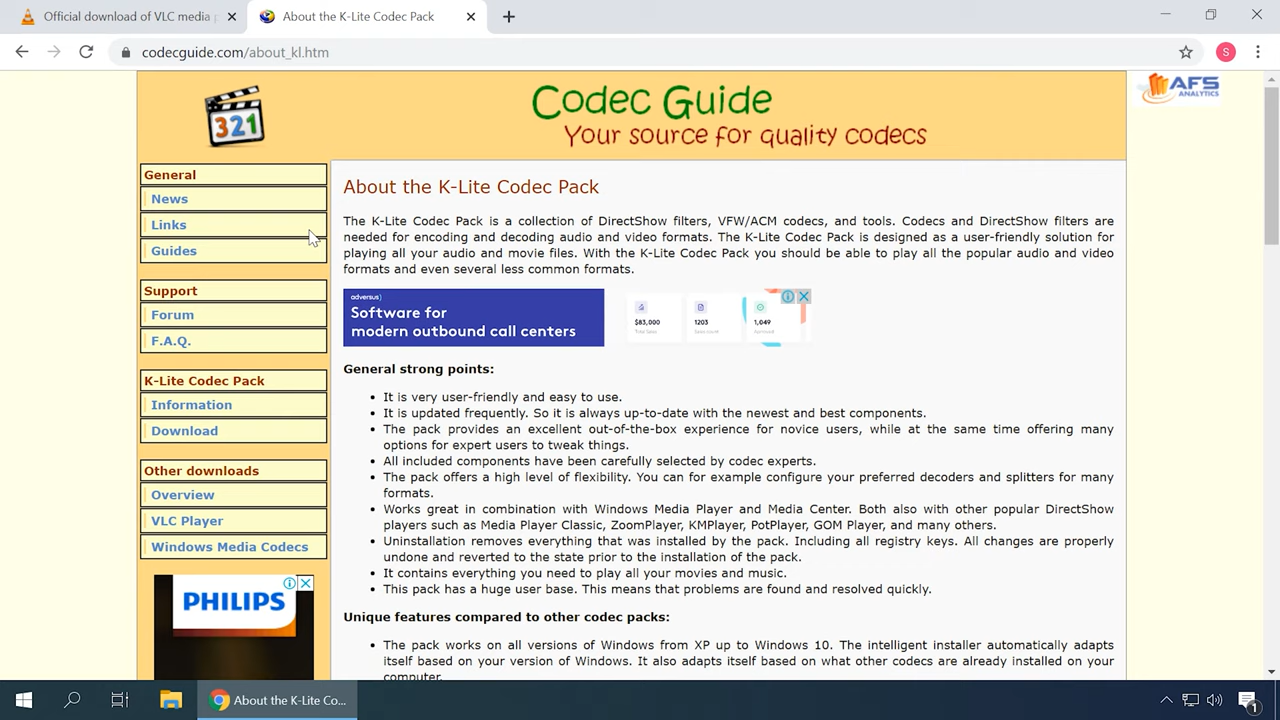 Official download of VLC media p
About the K-Lite Codec Pack
codecguide.com/about_kl.htm
S
321
Codec Guide
Your source for quality codecs
AFS
ANALYTICS
General
News
Links
Guides
Support
Forum
F.A.Q.
K-Lite Codec Pack
Information
Download
Other downloads
Overview
VLC Player
Windows Media Codecs
PHILIPS
About the K-Lite Codec Pack
The K-Lite Codec Pack is a collection of DirectShow filters, VFW/ACM codecs, and tools. Codecs and DirectShow filters are
needed for encoding and decoding audio and video formats. The K-Lite Codec Pack is designed as a user-friendly solution for
playing all your audio and movie files. With the K-Lite Codec Pack you should be able to play all the popular audio and video
formats and even several less common formats.
adversus)
Software for
modern outbound call centers
$83,000
1203
1,049
General strong points:
• It is very user-friendly and easy to use.
• It is updated frequently. So it is always up-to-date with the newest and best components.
• The pack provides an excellent out-of-the-box experience for novice users, while at the same time offering many
options for expert users to tweak things.
• All included components have been carefully selected by codec experts.
• The pack offers a high level of flexibility. You can for example configure your preferred decoders and splitters for many
formats.
• Works great in combination with Windows Media Player and Media Center. Both also with other popular DirectShow
players such as Media Player Classic, ZoomPlayer, KMPlayer, PotPlayer, GOM Player, and many others.
• Uninstallation removes everything that was installed by the pack. Including all registry keys. All changes are properly
undone and reverted to the state prior to the installation of the pack.
• It contains everything you need to play all your movies and music.
• This pack has a huge user base. This means that problems are found and resolved quickly.
Unique features compared to other codec packs:
• The pack works on all versions of Windows from XP up to Windows 10. The intelligent installer automatically adapts
itself based on your version of Windows. It also adapts itself based on what other codecs are already installed on your
computer.
About the K-Lite Co...
1